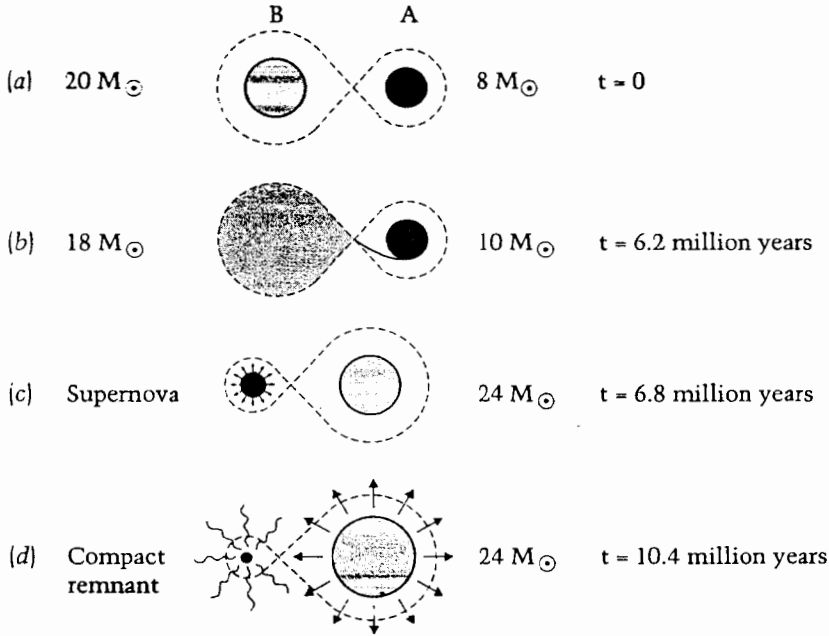 B A
(a) 20 M☉ 8 M☉ t = 0
(b) 18 M☉ 10 M☉ t = 6.2 million years
(c) Supernova 24 M☉ t = 6.8 million years
(d) Compact 24 M☉ t = 10.4 million years
remnant